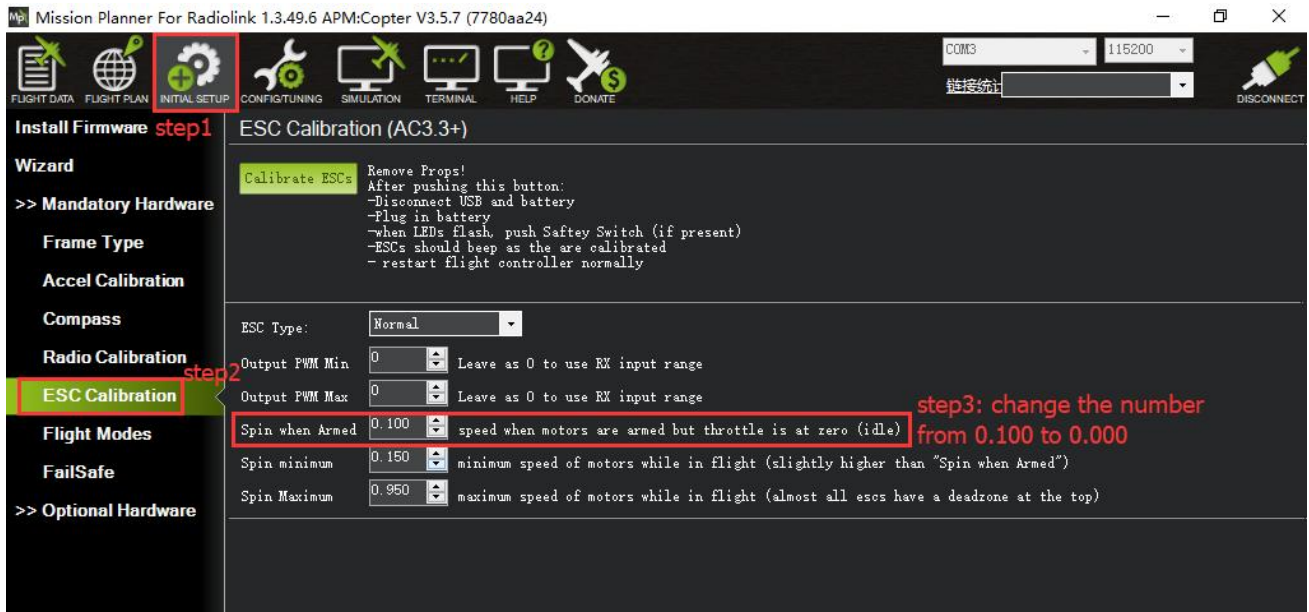 Mission Planner For Radiolink 1.3.49.6 APM:Copter V3.5.7 (7780aa24)
FLIGHT DATA FLIGHT PLAN INITIAL SETUP CONFIG/TUNING SIMULATION TERMINAL HELP DONATE
COM3 115200
链接统计
DISCONNECT
Install Firmware step1
Wizard
>> Mandatory Hardware
Frame Type
Accel Calibration
Compass
Radio Calibration
step2
ESC Calibration
Flight Modes
FailSafe
>> Optional Hardware
ESC Calibration (AC3.3+)
Calibrate ESCs
Remove Props!
After pushing this button:
-Disconnect USB and battery
-Plug in battery
-when LEDs flash, push Saftey Switch (if present)
-ESCs should beep as the are calibrated
- restart flight controller normally
ESC Type: Normal
Output PWM Min 0 Leave as 0 to use RX input range
Output PWM Max 0 Leave as 0 to use RX input range
Spin when Armed 0.100 speed when motors are armed but throttle is at zero (idle)
step3: change the number
from 0.100 to 0.000
Spin minimum 0.150 minimum speed of motors while in flight (slightly higher than "Spin when Armed")
Spin Maximum 0.950 maximum speed of motors while in flight (almost all escs have a deadzone at the top)